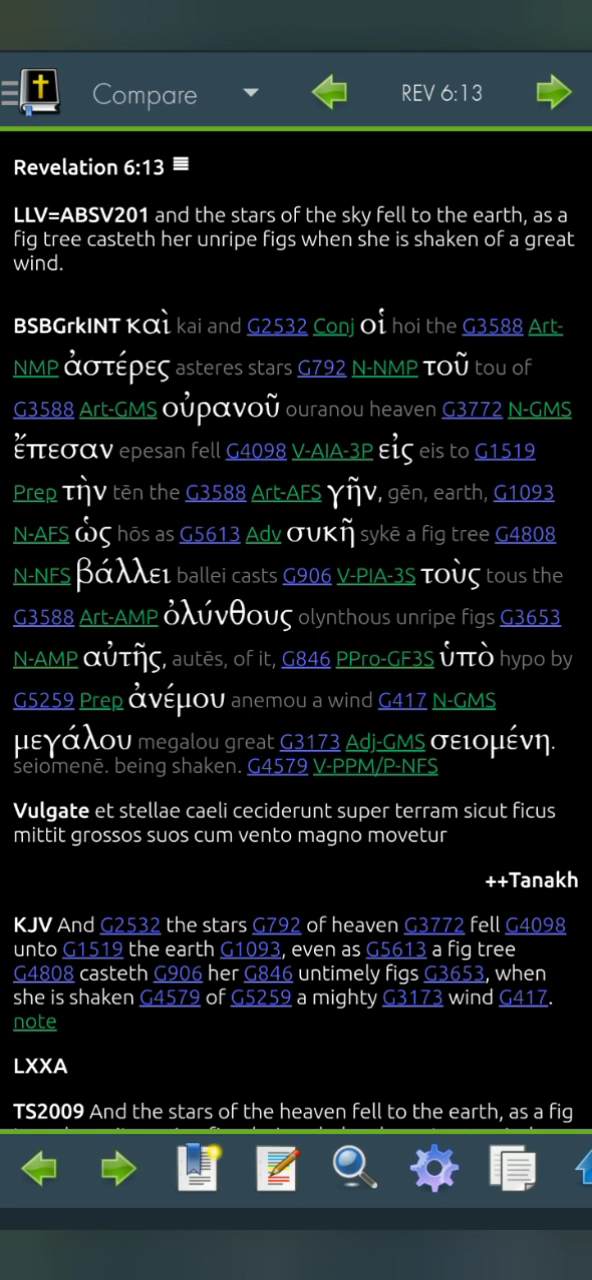 Compare
REV 6:13
Revelation 6:13
LLV=ABSV201 and the stars of the sky fell to the earth, as a
fig tree casteth her unripe figs when she is shaken of a great
wind.
BSBGrkINT καὶ kai and G2532 Conj οἱ hoi the G3588 Art-
NMP ἀστέρες asteres stars G792 N-NMP τοῦ tou of
G3588 Art-GMS οὐρανοῦ ouranou heaven G3772 N-GMS
ἔπεσαν epesan fell G4098 V-AIA-3P εἰς eis to G1519
Prep τὴν tēn the G3588 Art-AFS γῆν, gēn, earth, G1093
N-AFS ὡς hōs as G5613 Adv συκῆ sykē a fig tree G4808
N-NFS βάλλει ballei casts G906 V-PIA-3S τοὺς tous the
G3588 Art-AMP ὀλύνθους olynthous unripe figs G3653
N-AMP αὐτῆς, autēs, of it, G846 PPro-GF3S ὑπὸ hypo by
G5259 Prep ἀνέμου anemou a wind G417 N-GMS
μεγάλου megalou great G3173 Adj-GMS σειομένη.
seiomenē. being shaken. G4579 V-PPM/P-NFS
Vulgate et stellae caeli ceciderunt super terram sicut ficus
mittit grossos suos cum vento magno movetur
++Tanakh
KJV And G2532 the stars G792 of heaven G3772 fell G4098
unto G1519 the earth G1093, even as G5613 a fig tree
G4808 casteth G906 her G846 untimely figs G3653, when
she is shaken G4579 of G5259 a mighty G3173 wind G417.
note
LXXA
TS2009 And the stars of the heaven fell to the earth, as a fig